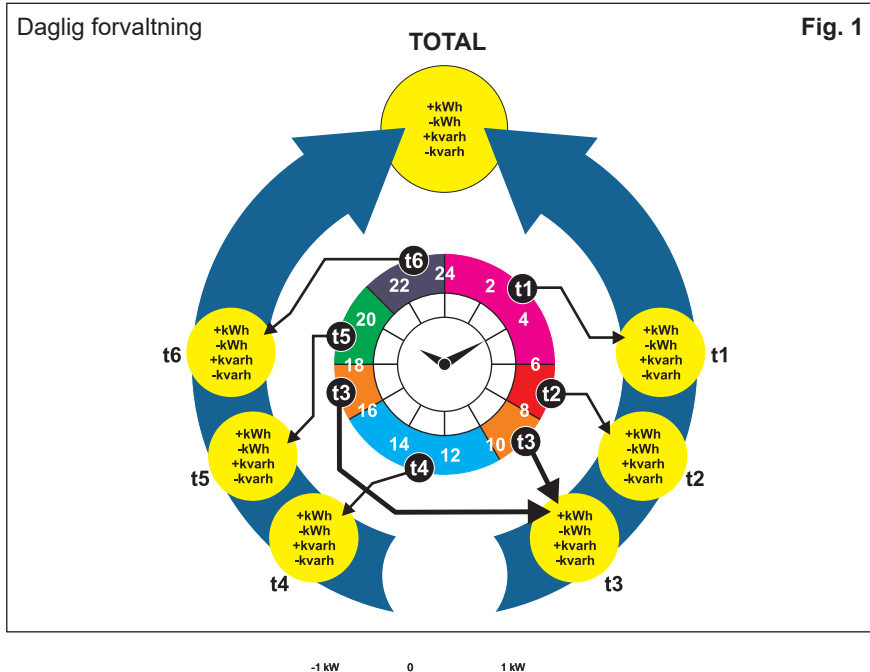 Daglig forvaltning
Fig. 1
TOTAL
+kWh
-kWh
+kvarh
-kvarh
t6
24
22
2
t1
4
20
t5
6
18
t2
t3
16
8
14
12
10
t3
t4
+kWh
-kWh
+kvarh
-kvarh
t6
+kWh
-kWh
+kvarh
-kvarh
t1
+kWh
-kWh
+kvarh
-kvarh
t5
+kWh
-kWh
+kvarh
-kvarh
t2
+kWh
-kWh
+kvarh
-kvarh
t4
+kWh
-kWh
+kvarh
-kvarh
t3
-1 kW 0 1 kW